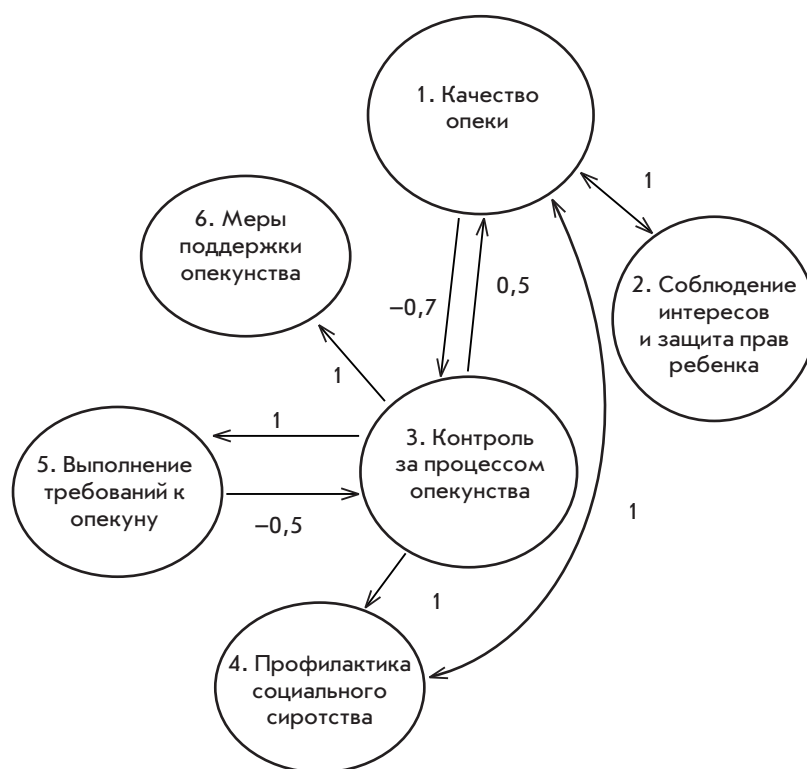 1. Качество
опеки
1
6. Меры
поддержки
опекунства
2. Соблюдение
интересов
и защита прав
ребенка
–0,7
0,5
1
1
3. Контроль
за процессом
опекунства
5. Выполнение
требований к
опекуну
–0,5
1
1
4. Профилактика
социального
сиротства